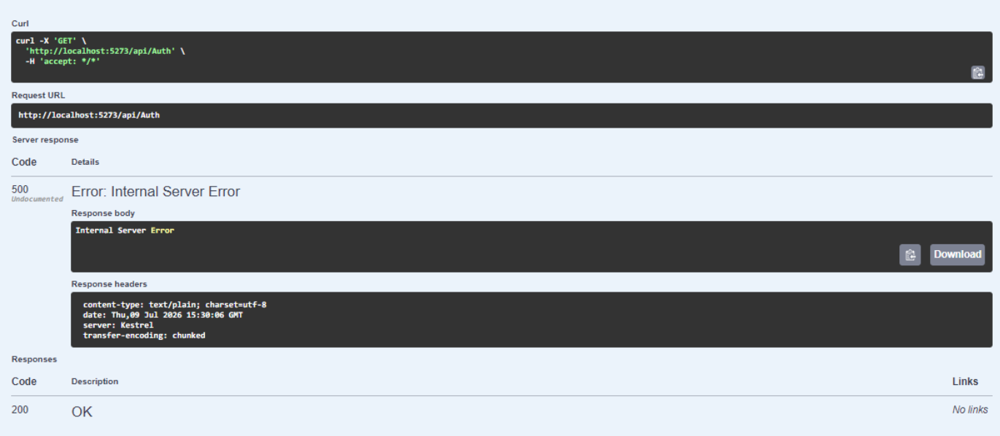 Curl
curl -X 'GET' \
'http://localhost:5273/api/Auth' \
-H 'accept: */*'
Request URL
http://localhost:5273/api/Auth
Server response
Code Details
500 Error: Internal Server Error
Undocumented
Response body
Internal Server Error
Download
Response headers
content-type: text/plain; charset=utf-8
date: Thu,09 Jul 2026 15:30:06 GMT
server: Kestrel
transfer-encoding: chunked
Responses
Code Description Links
200 OK No links